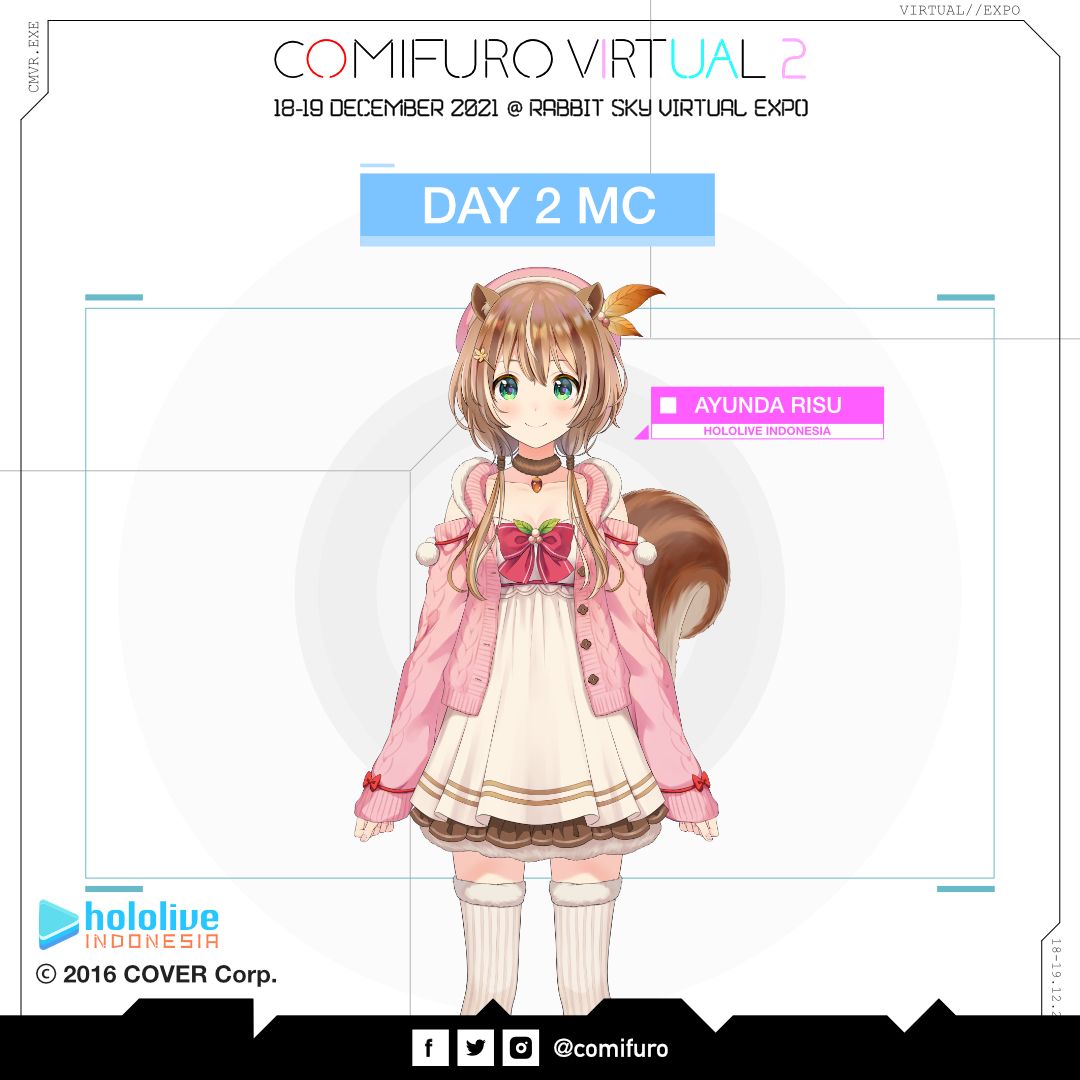 VIRTUAL//EXPO
CMVR.EXE
COMIFURO VIRTUAL 2
18-19 DECEMBER 2021 @ RABBIT SKY VIRTUAL EXPO
DAY 2 MC
AYUNDA RISU
HOLOLIVE INDONESIA
hololive
INDONESIA
© 2016 COVER Corp.
18-19.12.2
f @comifuro